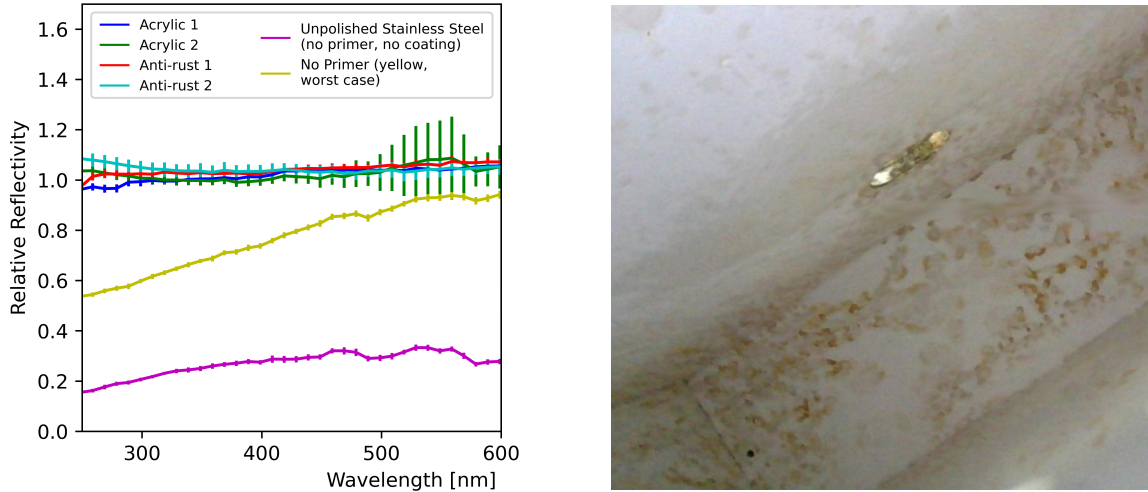 1.6
1.4
1.2
1.0
0.8
0.6
0.4
0.2
0.0
Relative Reflectivity
Acrylic 1
Acrylic 2
Anti-rust 1
Anti-rust 2
Unpolished Stainless Steel
(no primer, no coating)
No Primer (yellow,
worst case)
300 400 500 600
Wavelength [nm]